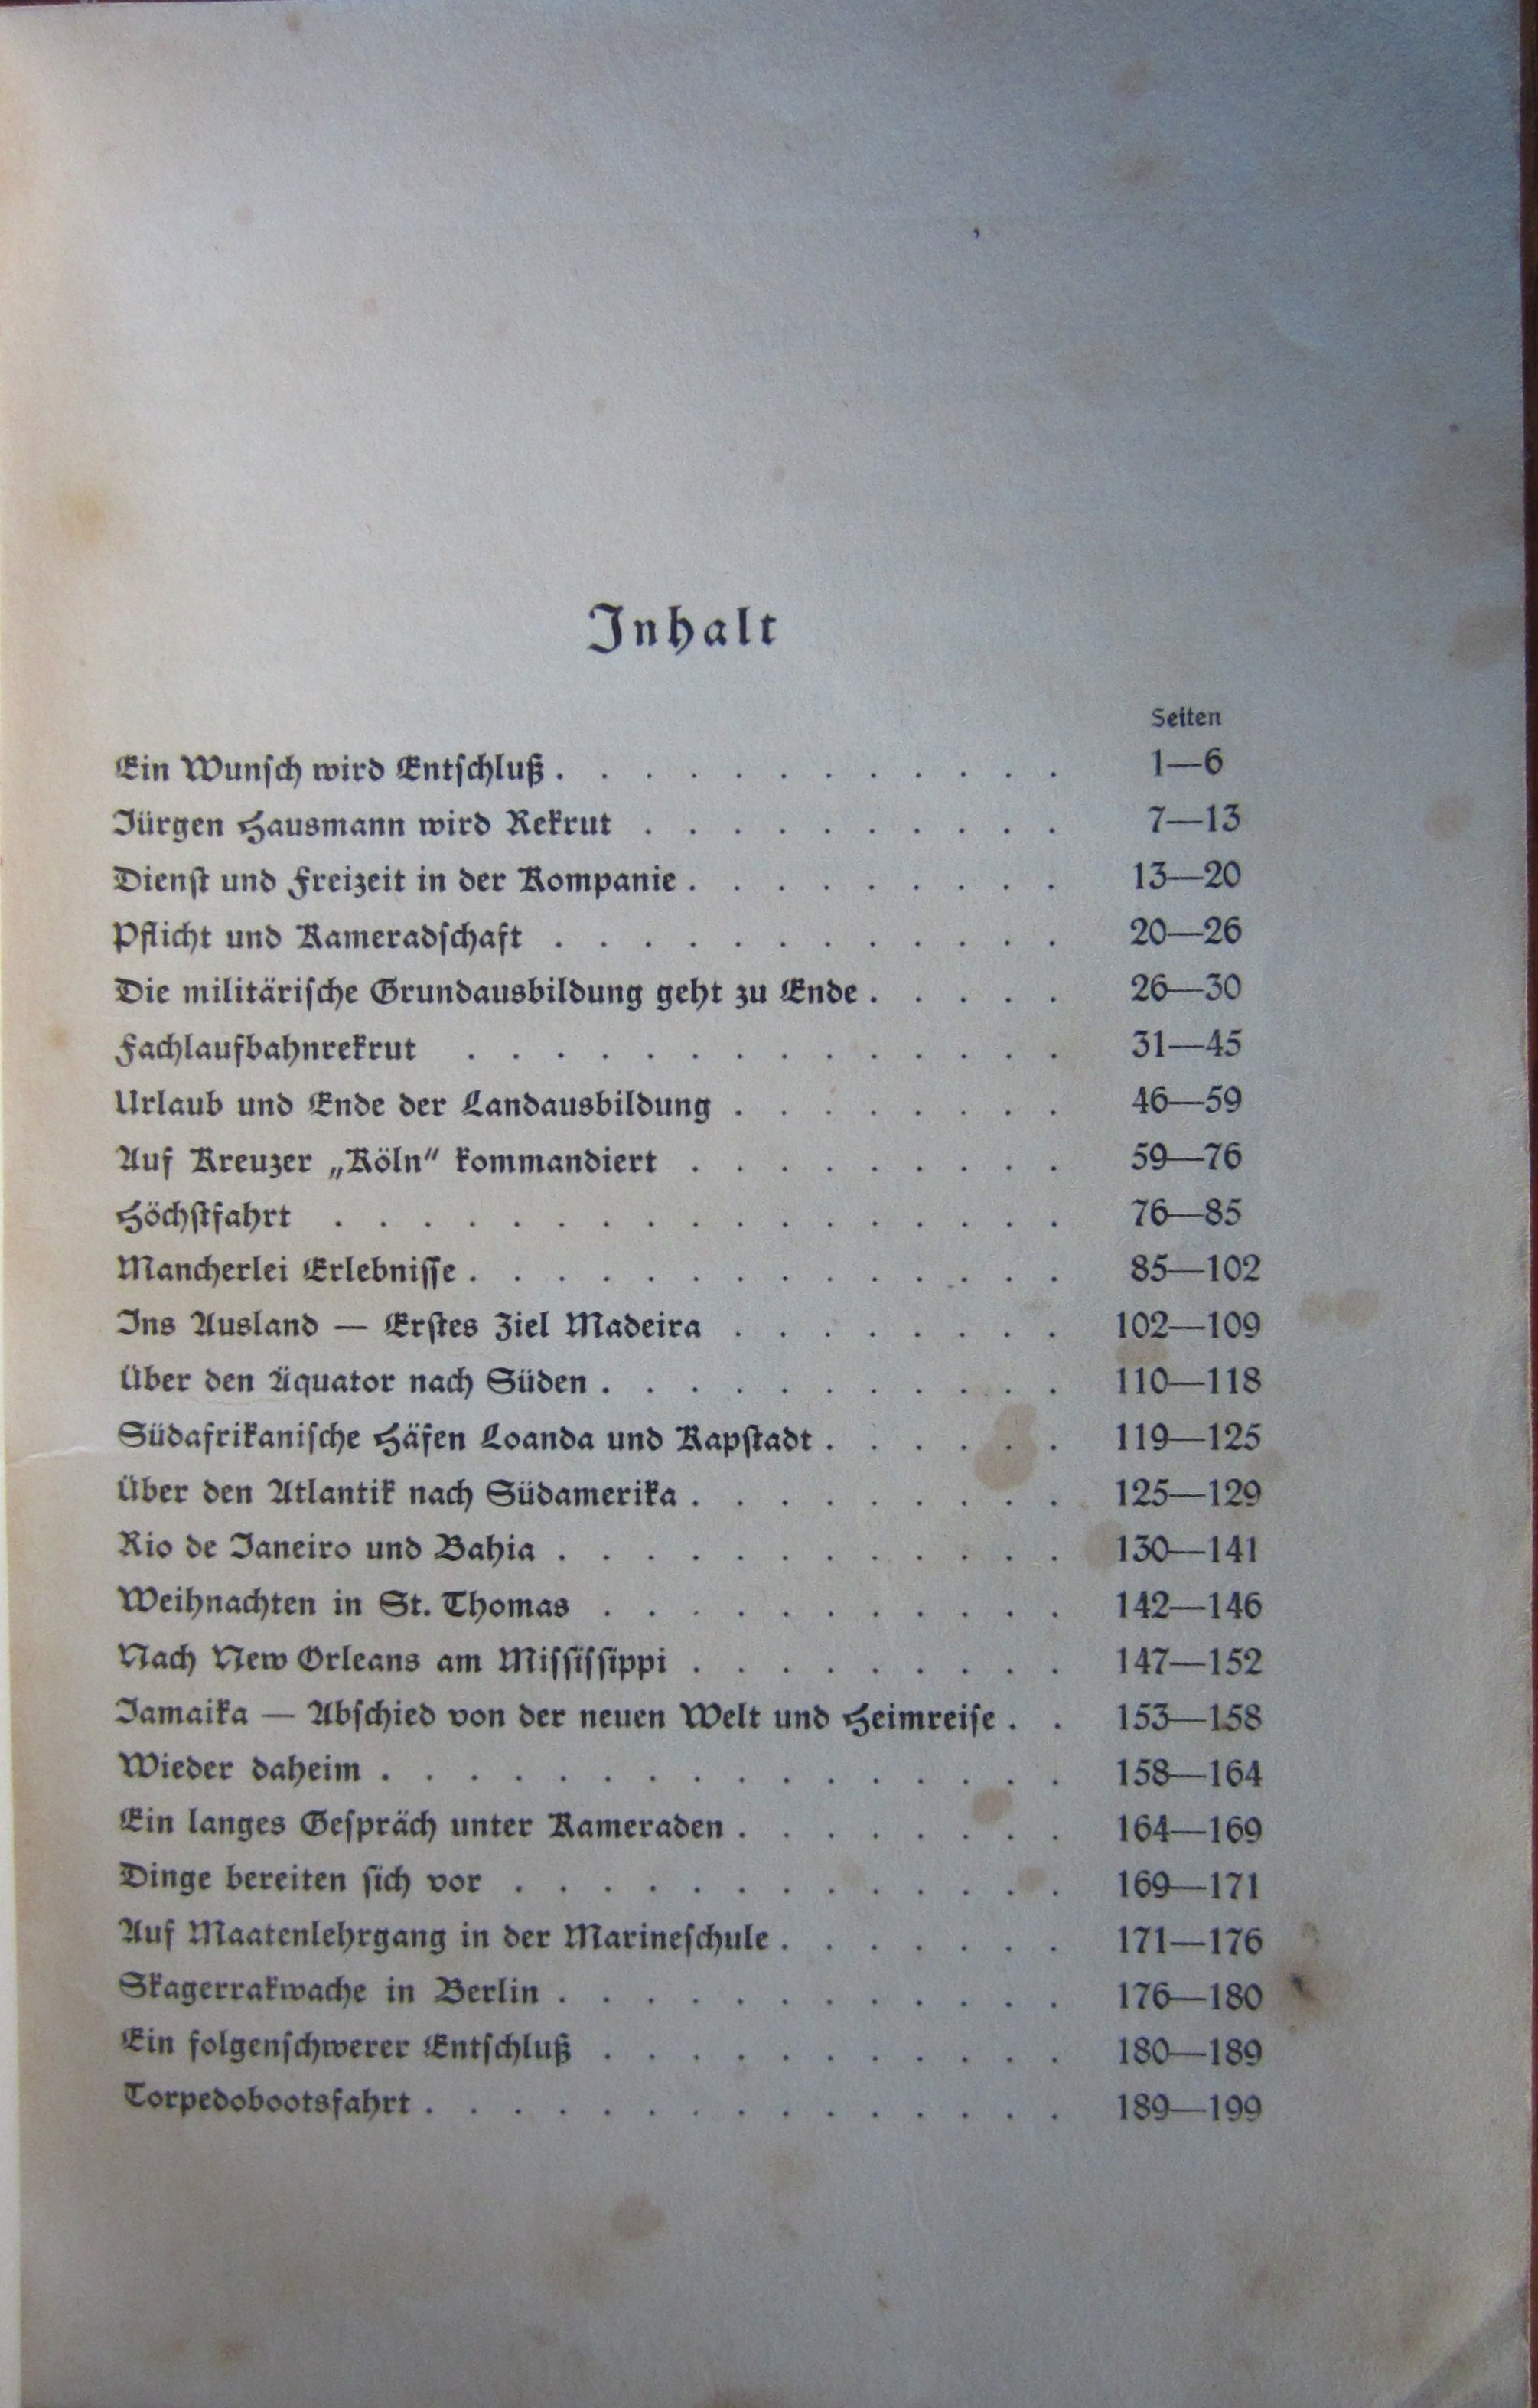 Inhalt
Seiten
Ein Wunsch wird Entschluß . . . . . . . . . . . . 1—6
Jürgen Hausmann wird Rekrut . . . . . . . . . . 7—13
Dienst und Freizeit in der Kompanie . . . . . . . . . 13—20
Pflicht und Kameradschaft . . . . . . . . . . . . 20—26
Die militärische Grundausbildung geht zu Ende . . . . . 26—30
Fachlaufbahnrekrut . . . . . . . . . . . . . . 31—45
Urlaub und Ende der Landausbildung . . . . . . . . 46—59
Auf Kreuzer „Köln“ kommandiert . . . . . . . . . 59—76
Höchstfahrt . . . . . . . . . . . . . . . . . 76—85
Mancherlei Erlebnisse . . . . . . . . . . . . . . 85—102
Ins Ausland — Erstes Ziel Madeira . . . . . . . . 102—109
Über den Äquator nach Süden . . . . . . . . . . . 110—118
Südafrikanische Häfen Loanda und Kapstadt . . . . . . 119—125
Über den Atlantik nach Südamerika . . . . . . . . . 125—129
Rio de Janeiro und Bahia . . . . . . . . . . . . 130—141
Weihnachten in St. Thomas . . . . . . . . . . . 142—146
Nach New Orleans am Mississippi . . . . . . . . . 147—152
Jamaika — Abschied von der neuen Welt und Heimreise . . 153—158
Wieder daheim . . . . . . . . . . . . . . . . 158—164
Ein langes Gespräch unter Kameraden . . . . . . . . 164—169
Dinge bereiten sich vor . . . . . . . . . . . . . 169—171
Auf Maatenlehrgang in der Marineschule . . . . . . . 171—176
Skagerrakwache in Berlin . . . . . . . . . . . . 176—180
Ein folgenschwerer Entschluß . . . . . . . . . . . 180—189
Torpedobootsfahrt . . . . . . . . . . . . . . . 189—199